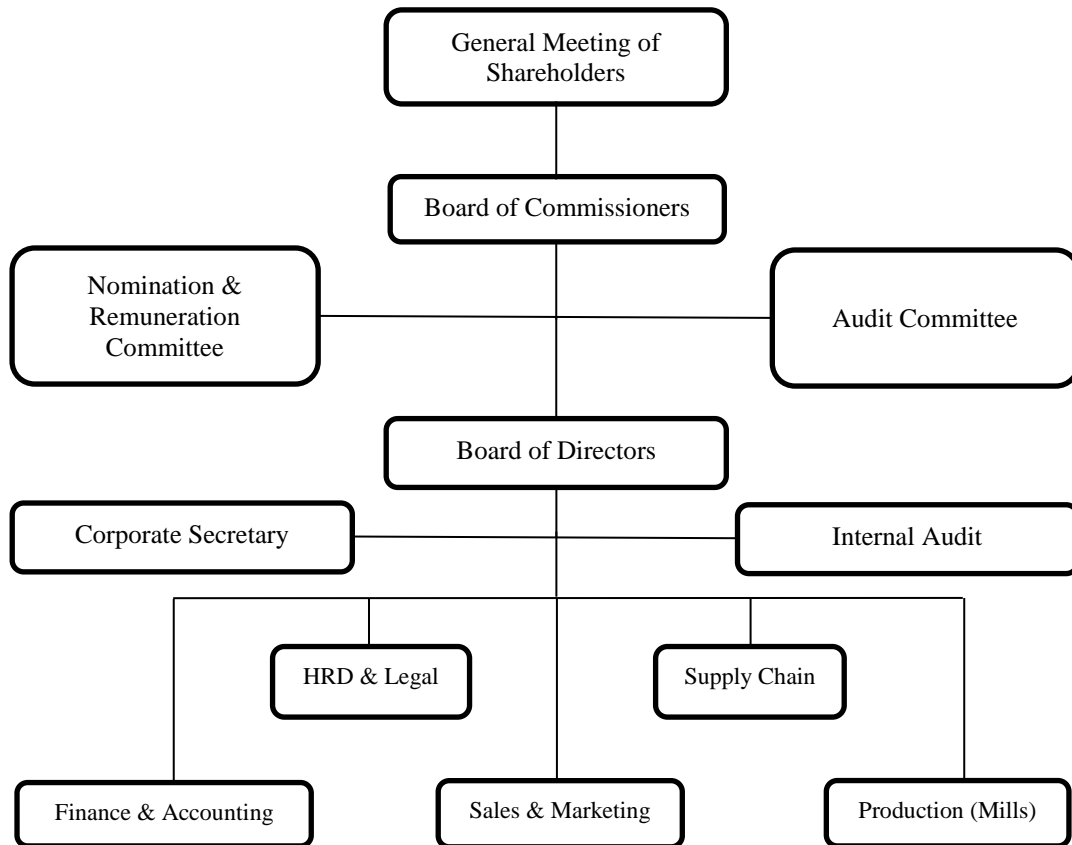 General Meeting of
Shareholders
Board of Commissioners
Nomination &
Remuneration
Committee
Audit Committee
Board of Directors
Corporate Secretary
Internal Audit
HRD & Legal
Supply Chain
Finance & Accounting
Sales & Marketing
Production (Mills)